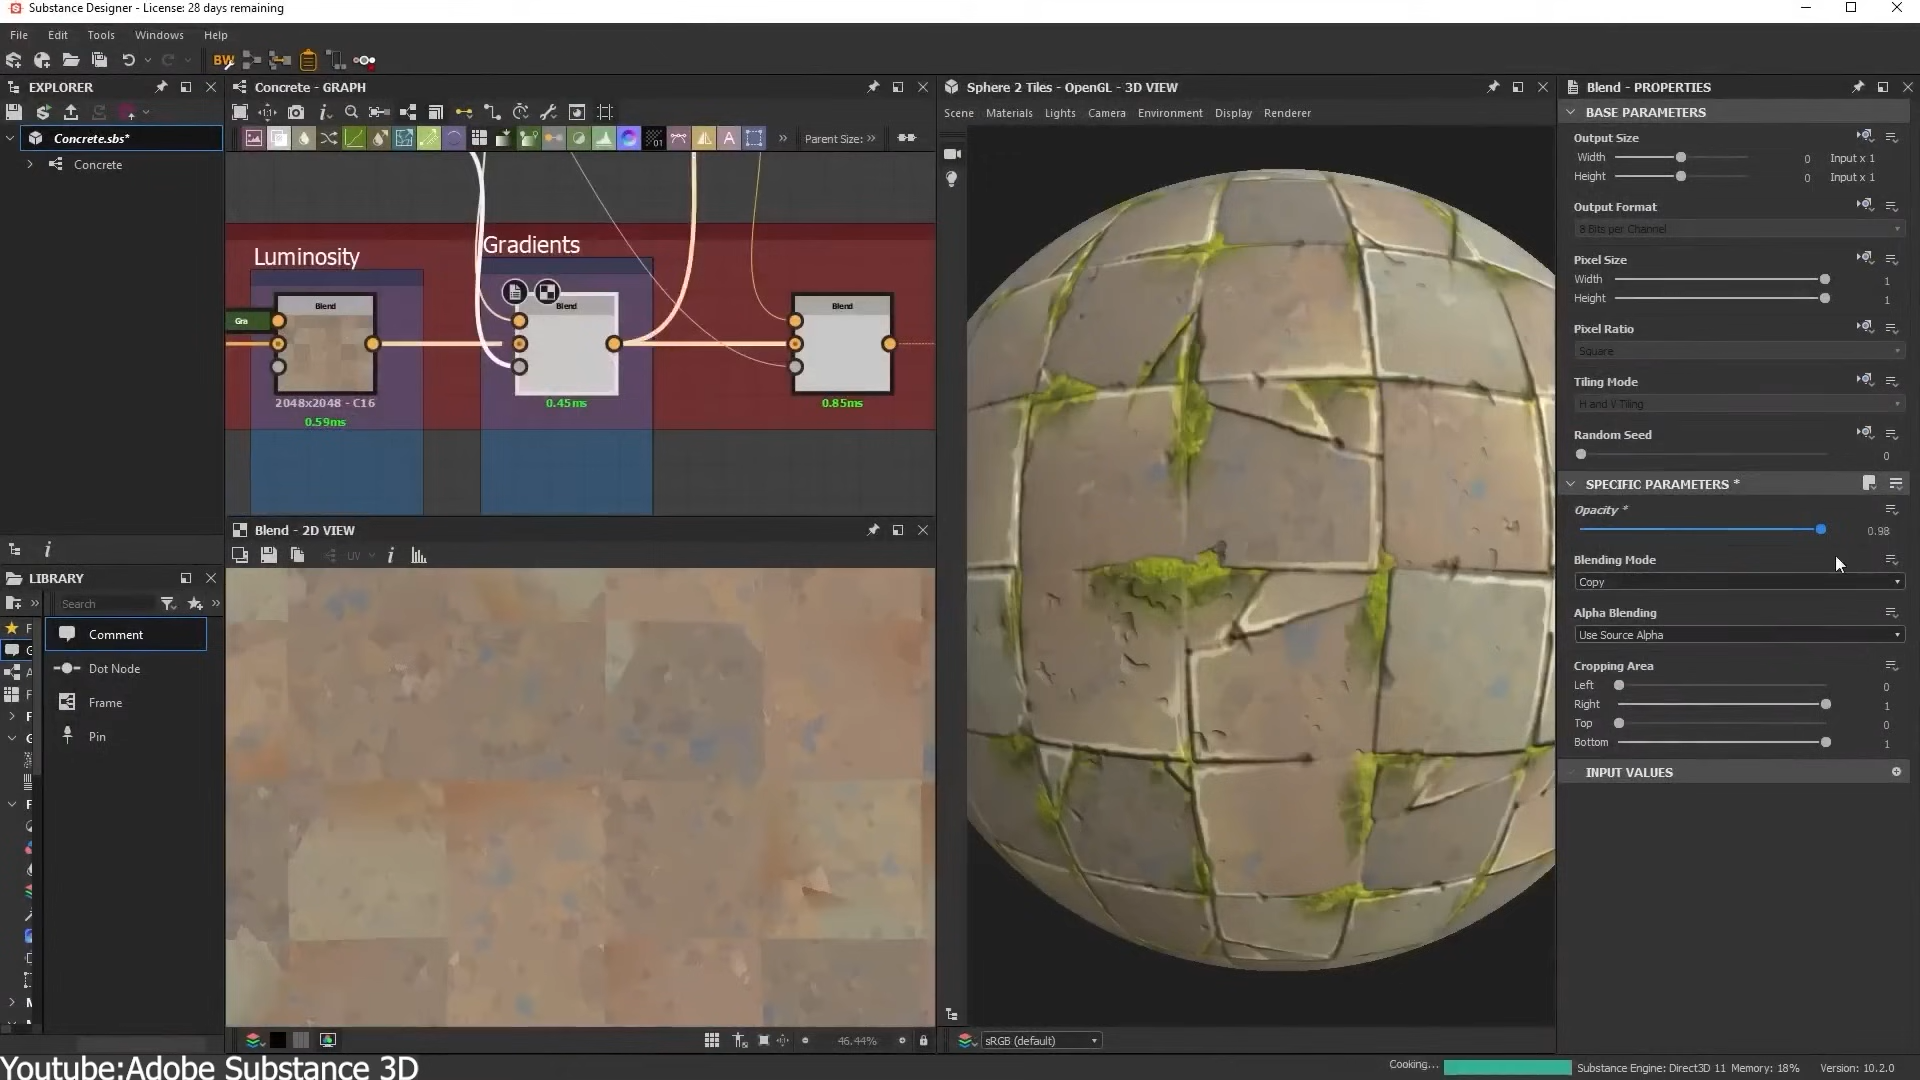 Substance Designer - License: 28 days remaining
File Edit Tools Windows Help
BW
EXPLORER
Concrete.sbs*
Concrete
Concrete - GRAPH
Parent Size: >>
Luminosity
Gradients
Gra
Blend
Blend
Blend
2048x2048 - C16
0.59ms
0.45ms
0.85ms
LIBRARY
Search
Comment
Dot Node
Frame
Pin
Blend - 2D VIEW
UV
46.44%
Sphere 2 Tiles - OpenGL - 3D VIEW
Scene Materials Lights Camera Environment Display Renderer
sRGB (default)
Blend - PROPERTIES
BASE PARAMETERS
Output Size
Width 0 Input x 1
Height 0 Input x 1
Output Format
8 Bits per Channel
Pixel Size
Width 1
Height 1
Pixel Ratio
Square
Tiling Mode
H and V Tiling
Random Seed
0
SPECIFIC PARAMETERS *
Opacity *
0.98
Blending Mode
Copy
Alpha Blending
Use Source Alpha
Cropping Area
Left 0
Right 1
Top 0
Bottom 1
INPUT VALUES
Cooking... Substance Engine: Direct3D 11 Memory: 18% Version: 10.2.0
Youtube:Adobe Substance 3D